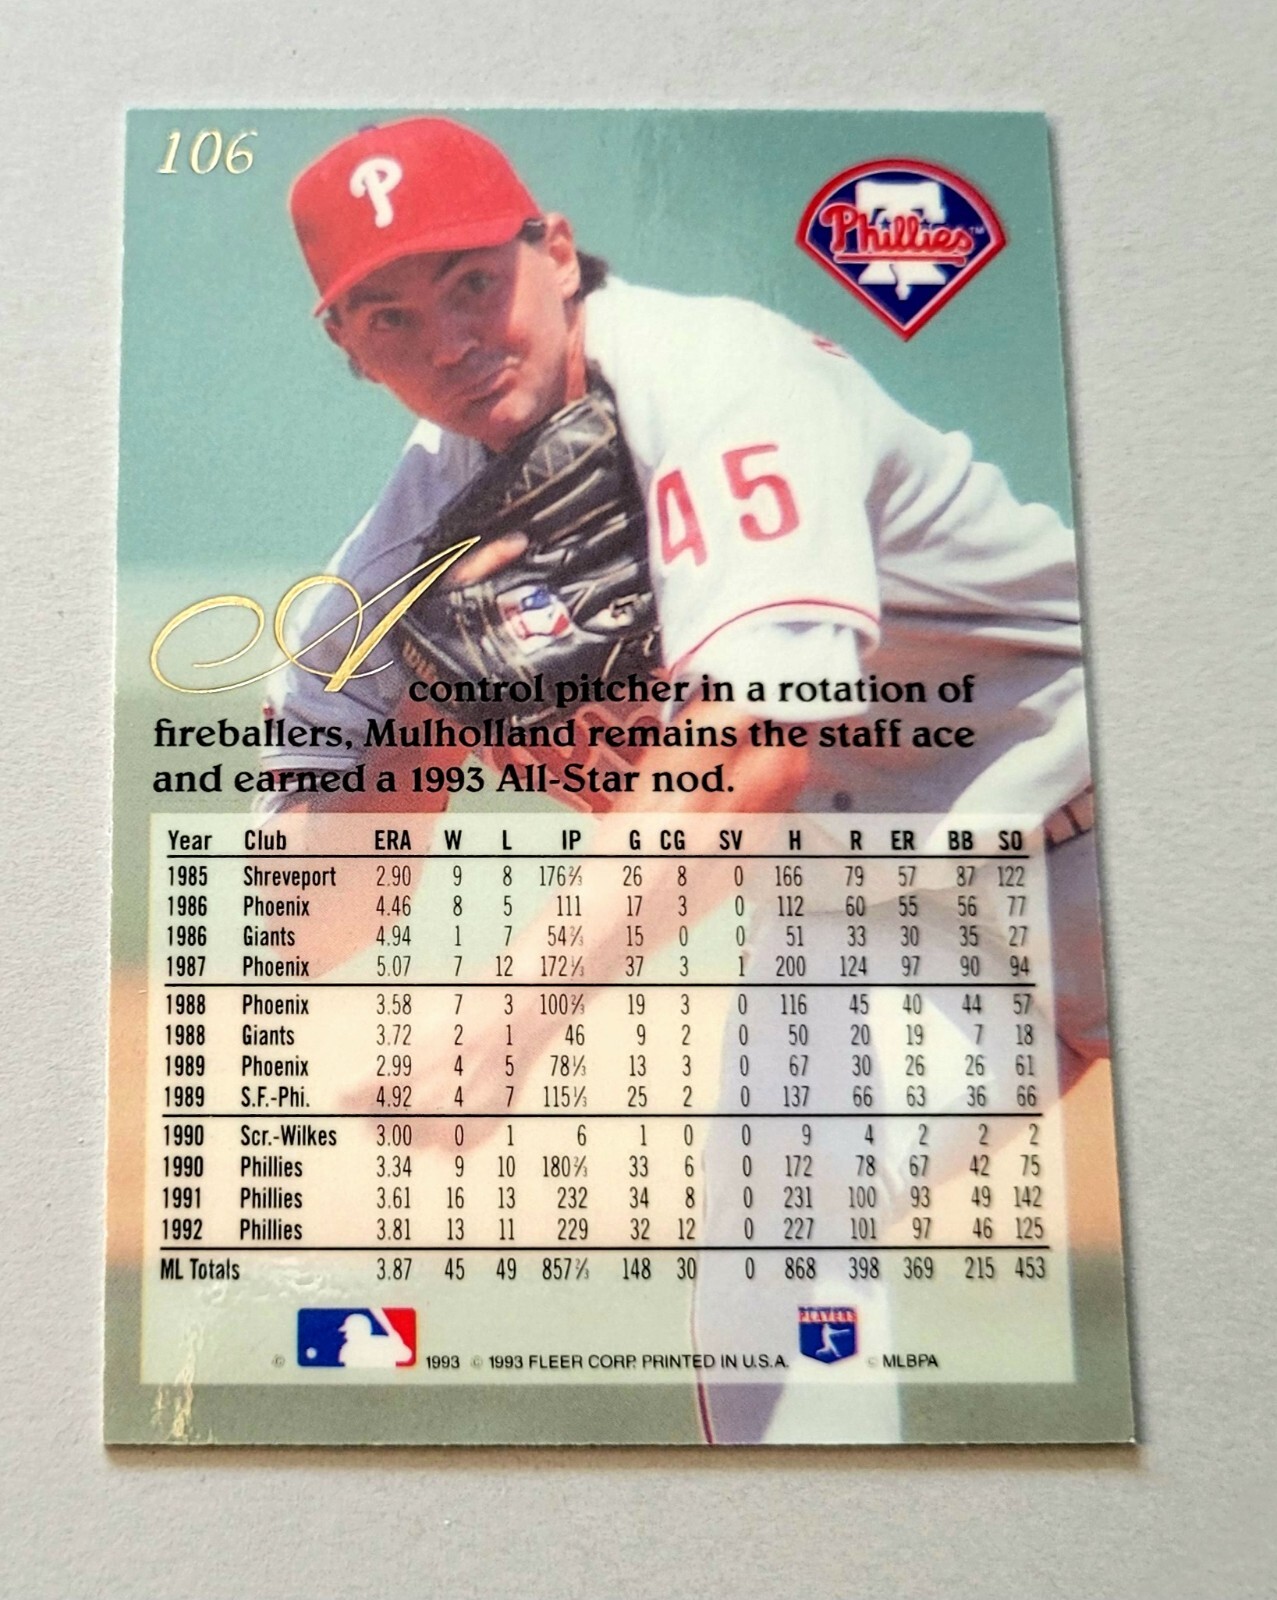 106
P
Phillies™
45
A control pitcher in a rotation of
fireballers, Mulholland remains the staff ace
and earned a 1993 All-Star nod.
Year Club ERA W L IP G CG SV H R ER BB SO
1985 Shreveport 2.90 9 8 176⅔ 26 8 0 166 79 57 87 122
1986 Phoenix 4.46 8 5 111 17 3 0 112 60 55 56 77
1986 Giants 4.94 1 7 54⅔ 15 0 0 51 33 30 35 27
1987 Phoenix 5.07 7 12 172⅓ 37 3 1 200 124 97 90 94
1988 Phoenix 3.58 7 3 100⅔ 19 3 0 116 45 40 44 57
1988 Giants 3.72 2 1 46 9 2 0 50 20 19 7 18
1989 Phoenix 2.99 4 5 78⅓ 13 3 0 67 30 26 26 61
1989 S.F.-Phi. 4.92 4 7 115⅓ 25 2 0 137 66 63 36 66
1990 Scr.-Wilkes 3.00 0 1 6 1 0 0 9 4 2 2 2
1990 Phillies 3.34 9 10 180⅔ 33 6 0 172 78 67 42 75
1991 Phillies 3.61 16 13 232 34 8 0 231 100 93 49 142
1992 Phillies 3.81 13 11 229 32 12 0 227 101 97 46 125
ML Totals 3.87 45 49 857⅔ 148 30 0 868 398 369 215 453
PLAYERS
© 1993 © 1993 FLEER CORP. PRINTED IN U.S.A. © MLBPA